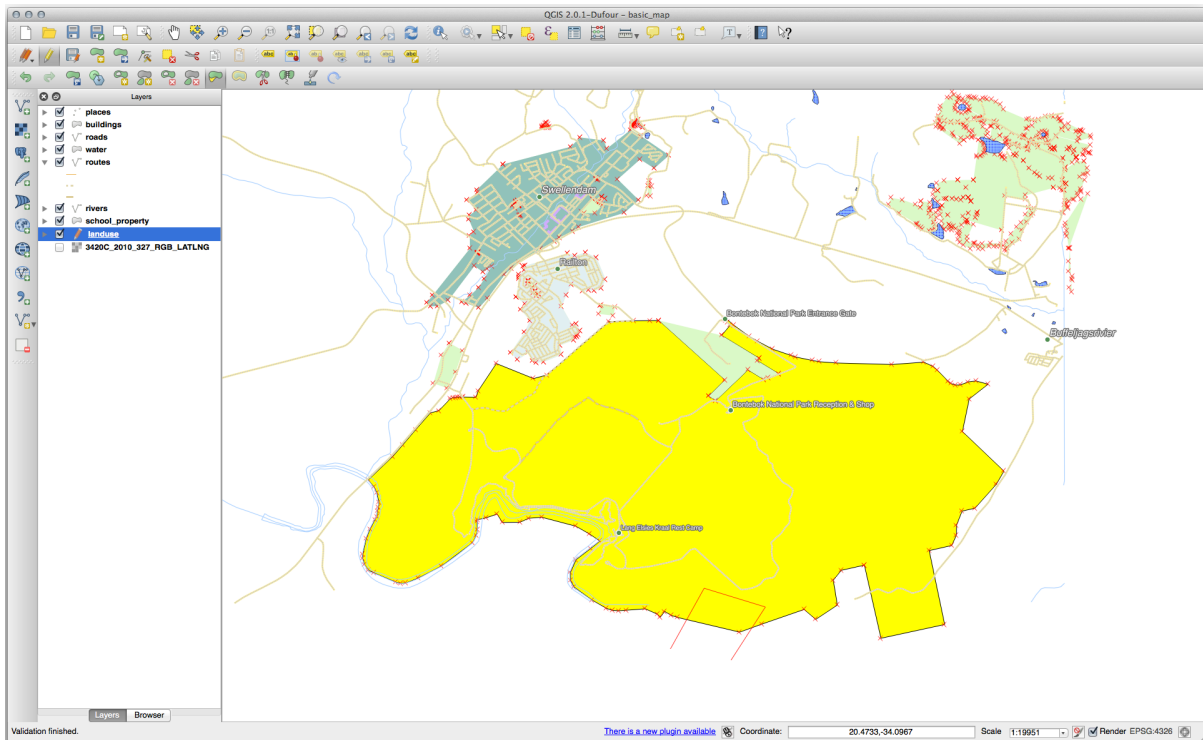 QGIS 2.0.1-Dufour - basic_map
Layers
places
buildings
roads
water
routes
rivers
school_property
landuse
3420C_2010_327_RGB_LATLNG
Swellendam
Railton
Bontebok National Park Entrance Gate
Buffeljagsrivier
Bontebok National Park Reception & Shop
Lang Elsies Kraal Rest Camp
Layers
Browser
Validation finished.
There is a new plugin available
Coordinate:
20.4733,-34.0967
Scale
1:19951
Render
EPSG:4326